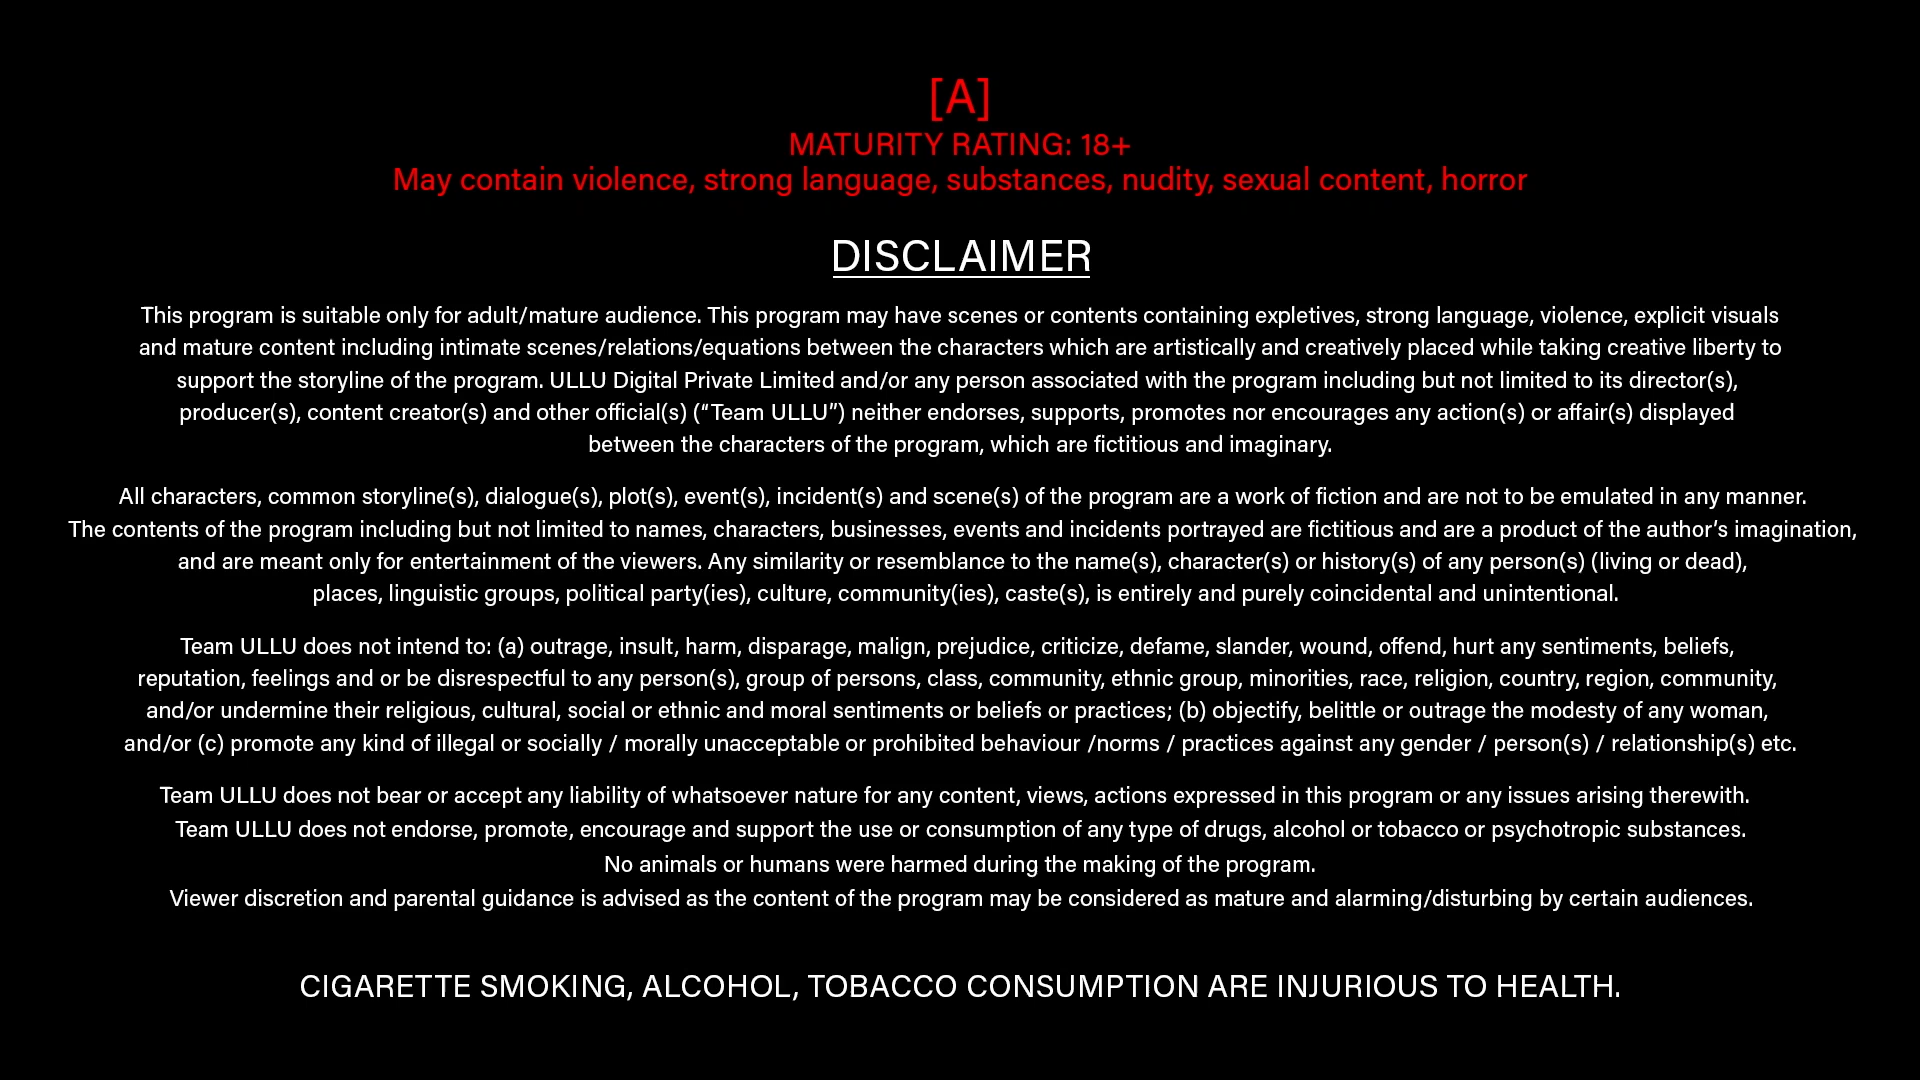 [A]
MATURITY RATING: 18+
May contain violence, strong language, substances, nudity, sexual content, horror
DISCLAIMER
This program is suitable only for adult/mature audience. This program may have scenes or contents containing expletives, strong language, violence, explicit visuals
and mature content including intimate scenes/relations/equations between the characters which are artistically and creatively placed while taking creative liberty to
support the storyline of the program. ULLU Digital Private Limited and/or any person associated with the program including but not limited to its director(s),
producer(s), content creator(s) and other official(s) (“Team ULLU”) neither endorses, supports, promotes nor encourages any action(s) or affair(s) displayed
between the characters of the program, which are fictitious and imaginary.
All characters, common storyline(s), dialogue(s), plot(s), event(s), incident(s) and scene(s) of the program are a work of fiction and are not to be emulated in any manner.
The contents of the program including but not limited to names, characters, businesses, events and incidents portrayed are fictitious and are a product of the author’s imagination,
and are meant only for entertainment of the viewers. Any similarity or resemblance to the name(s), character(s) or history(s) of any person(s) (living or dead),
places, linguistic groups, political party(ies), culture, community(ies), caste(s), is entirely and purely coincidental and unintentional.
Team ULLU does not intend to: (a) outrage, insult, harm, disparage, malign, prejudice, criticize, defame, slander, wound, offend, hurt any sentiments, beliefs,
reputation, feelings and or be disrespectful to any person(s), group of persons, class, community, ethnic group, minorities, race, religion, country, region, community,
and/or undermine their religious, cultural, social or ethnic and moral sentiments or beliefs or practices; (b) objectify, belittle or outrage the modesty of any woman,
and/or (c) promote any kind of illegal or socially / morally unacceptable or prohibited behaviour /norms / practices against any gender / person(s) / relationship(s) etc.
Team ULLU does not bear or accept any liability of whatsoever nature for any content, views, actions expressed in this program or any issues arising therewith.
Team ULLU does not endorse, promote, encourage and support the use or consumption of any type of drugs, alcohol or tobacco or psychotropic substances.
No animals or humans were harmed during the making of the program.
Viewer discretion and parental guidance is advised as the content of the program may be considered as mature and alarming/disturbing by certain audiences.
CIGARETTE SMOKING, ALCOHOL, TOBACCO CONSUMPTION ARE INJURIOUS TO HEALTH.